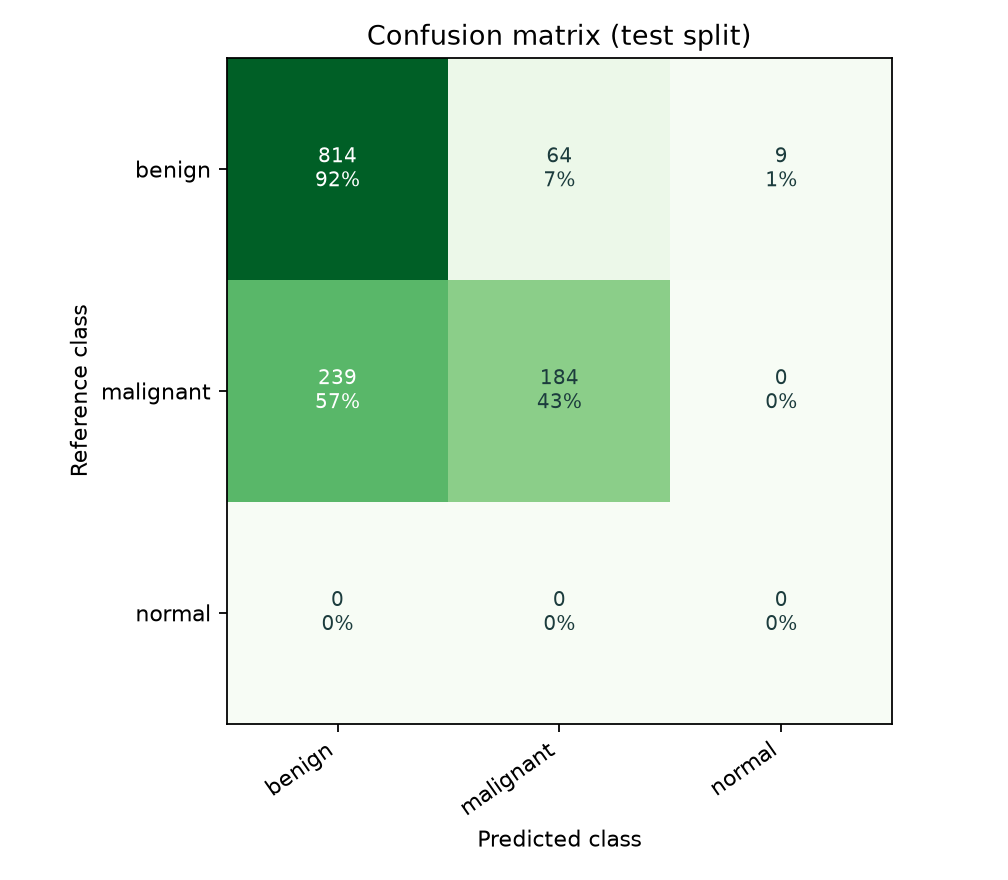 Confusion matrix (test split)
Reference class
benign
814
92%
64
7%
9
1%
malignant
239
57%
184
43%
0
0%
normal
0
0%
0
0%
0
0%
benign
malignant
normal
Predicted class